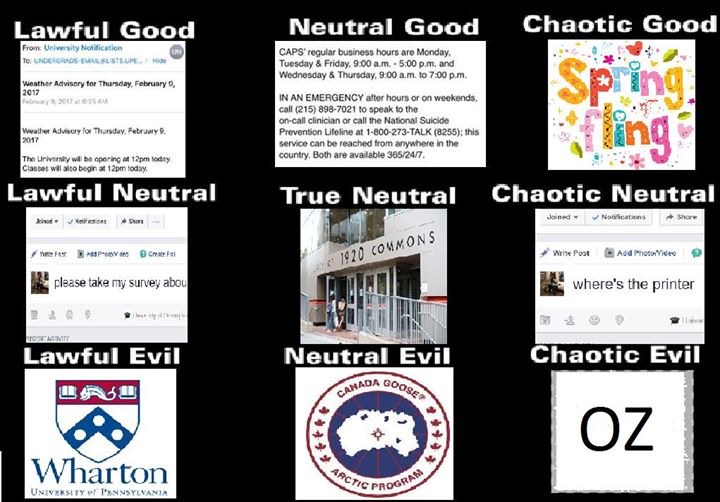 Lawful Good
From: University Notification
UN
To: UNDERGRADS-EMAIL@LISTS.UPE... > Hide
Weather Advisory for Thursday, February 9,
2017
February 9, 2017 at 6:55 AM
Weather Advisory for Thursday, February 9,
2017
The University will be opening at 12pm today.
Classes will also begin at 12pm today.
Neutral Good
CAPS' regular business hours are Monday,
Tuesday & Friday, 9:00 a.m. - 5:00 p.m. and
Wednesday & Thursday, 9:00 a.m. to 7:00 p.m.
IN AN EMERGENCY after hours or on weekends,
call (215) 898-7021 to speak to the
on-call clinician or call the National Suicide
Prevention Lifeline at 1-800-273-TALK (8255); this
service can be reached from anywhere in the
country. Both are available 365/24/7.
Chaotic Good
Spring
fling
Lawful Neutral
Joined Notifications Share ...
Write Post Add Photo/Video Create Pol
please take my survey abou
University of Pennsylv
RECENT ACTIVITY
True Neutral
1920 COMMONS
Chaotic Neutral
Joined Notifications Share
Write Post Add Photo/Video
where's the printer
Univer
Lawful Evil
Wharton
UNIVERSITY of PENNSYLVANIA
Neutral Evil
CANADA GOOSE®
ARCTIC PROGRAM
Chaotic Evil
OZ